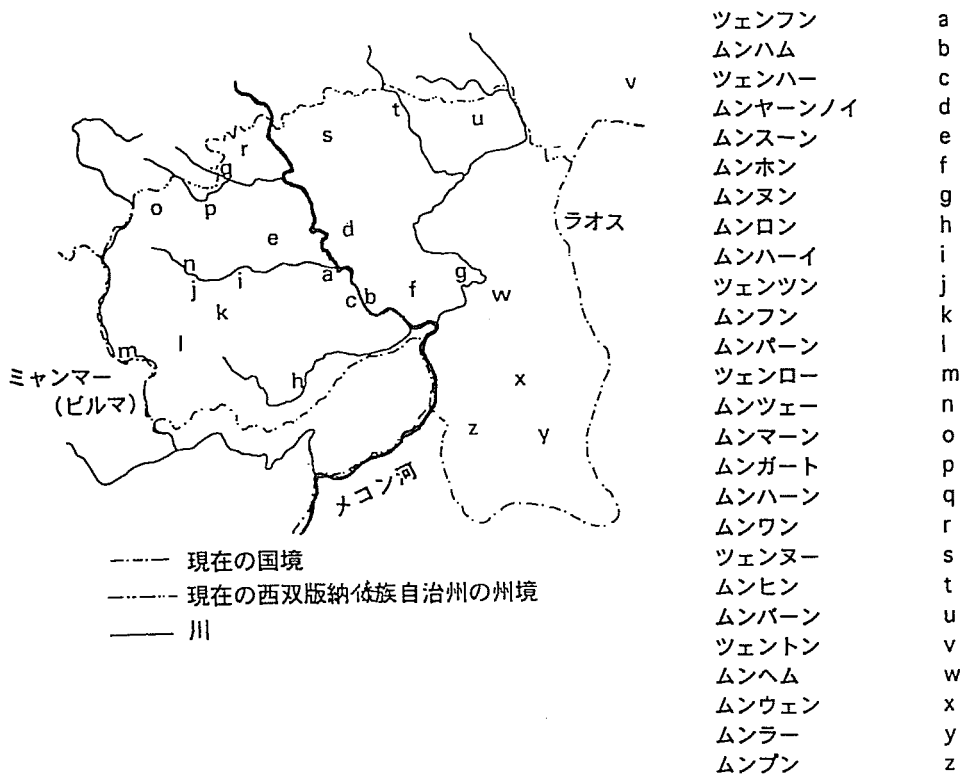 ツェンフン a
ムンハム b
ツェンハー c
ムンヤーンノイ d
ムンスーン e
ムンホン f
ムンヌン g
ムンロン h
ムンハーイ i
ツェンツン j
ムンフン k
ムンパーン l
ツェンロー m
ムンツェー n
ムンマーン o
ムンガート p
ムンハーン q
ムンワン r
ツェンヌー s
ムンヒン t
ムンバーン u
ツェントン v
ムンヘム w
ムンウェン x
ムンラー y
ムンプン z
v
t
u
s
r
q
o
p
ラオス
d
e
n
a
g
i
j
c
b
f
w
k
l
m
h
ミャンマー
(ビルマ)
x
z
y
メコン河
現在の国境
現在の西双版納傣族自治州の州境
川